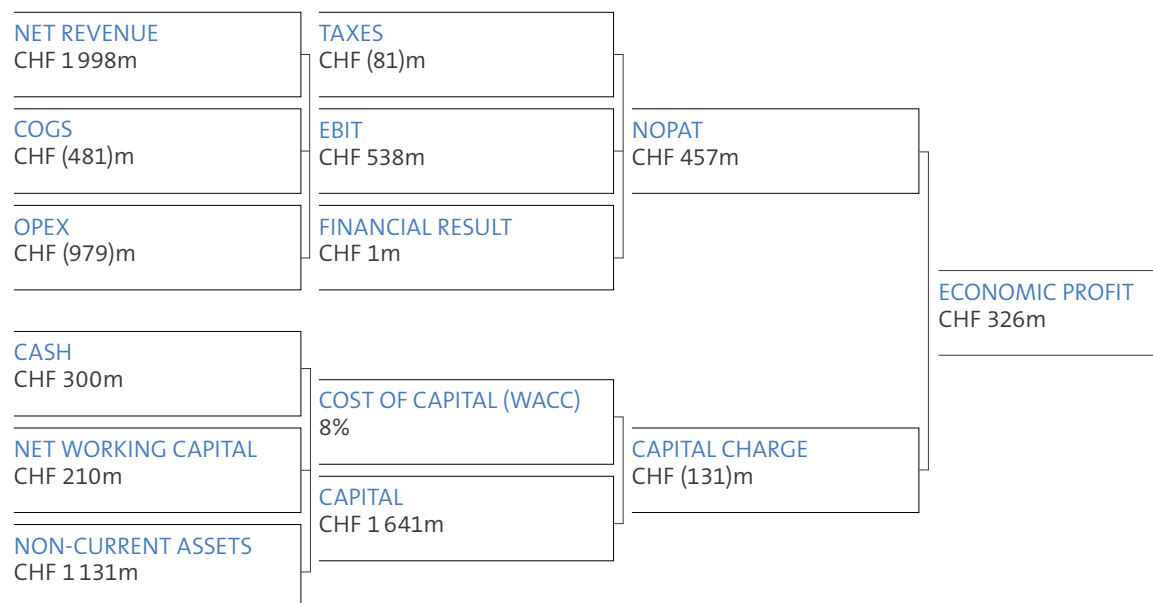 NET REVENUE
CHF 1 998m
TAXES
CHF (81)m
COGS
CHF (481)m
EBIT
CHF 538m
NOPAT
CHF 457m
OPEX
CHF (979)m
FINANCIAL RESULT
CHF 1m
ECONOMIC PROFIT
CHF 326m
CASH
CHF 300m
COST OF CAPITAL (WACC)
8%
NET WORKING CAPITAL
CHF 210m
CAPITAL CHARGE
CHF (131)m
CAPITAL
CHF 1 641m
NON-CURRENT ASSETS
CHF 1 131m